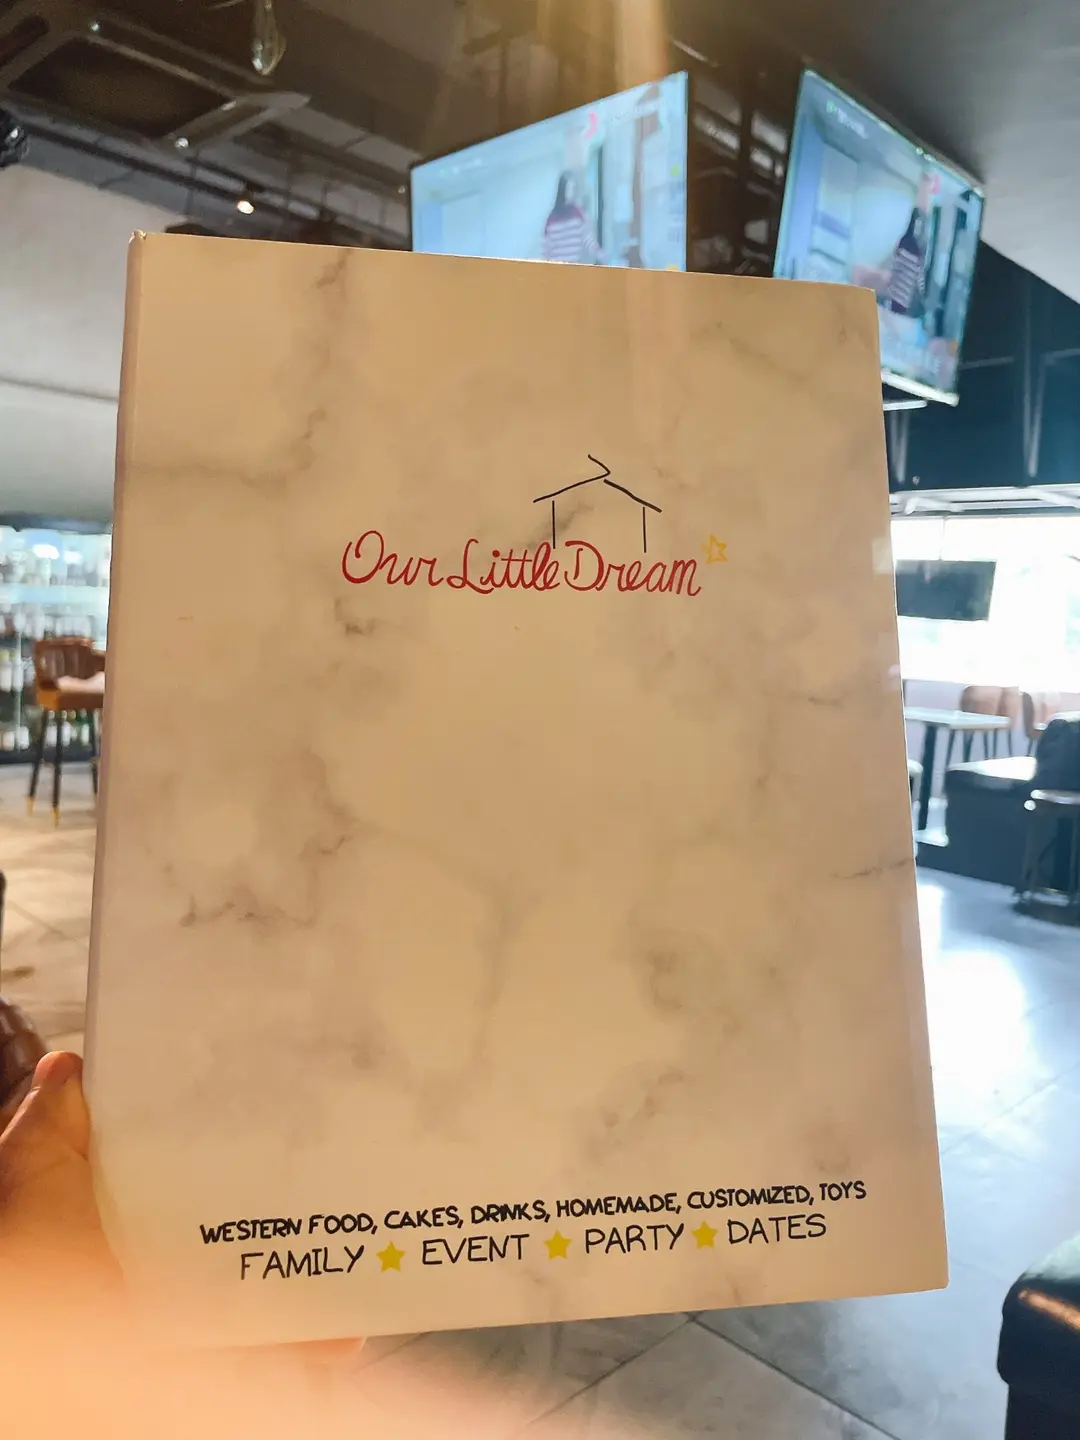 Our Little Dream
WESTERN FOOD, CAKES, DRINKS, HOMEMADE, CUSTOMIZED, TOYS
FAMILY ★ EVENT ★ PARTY ★ DATES